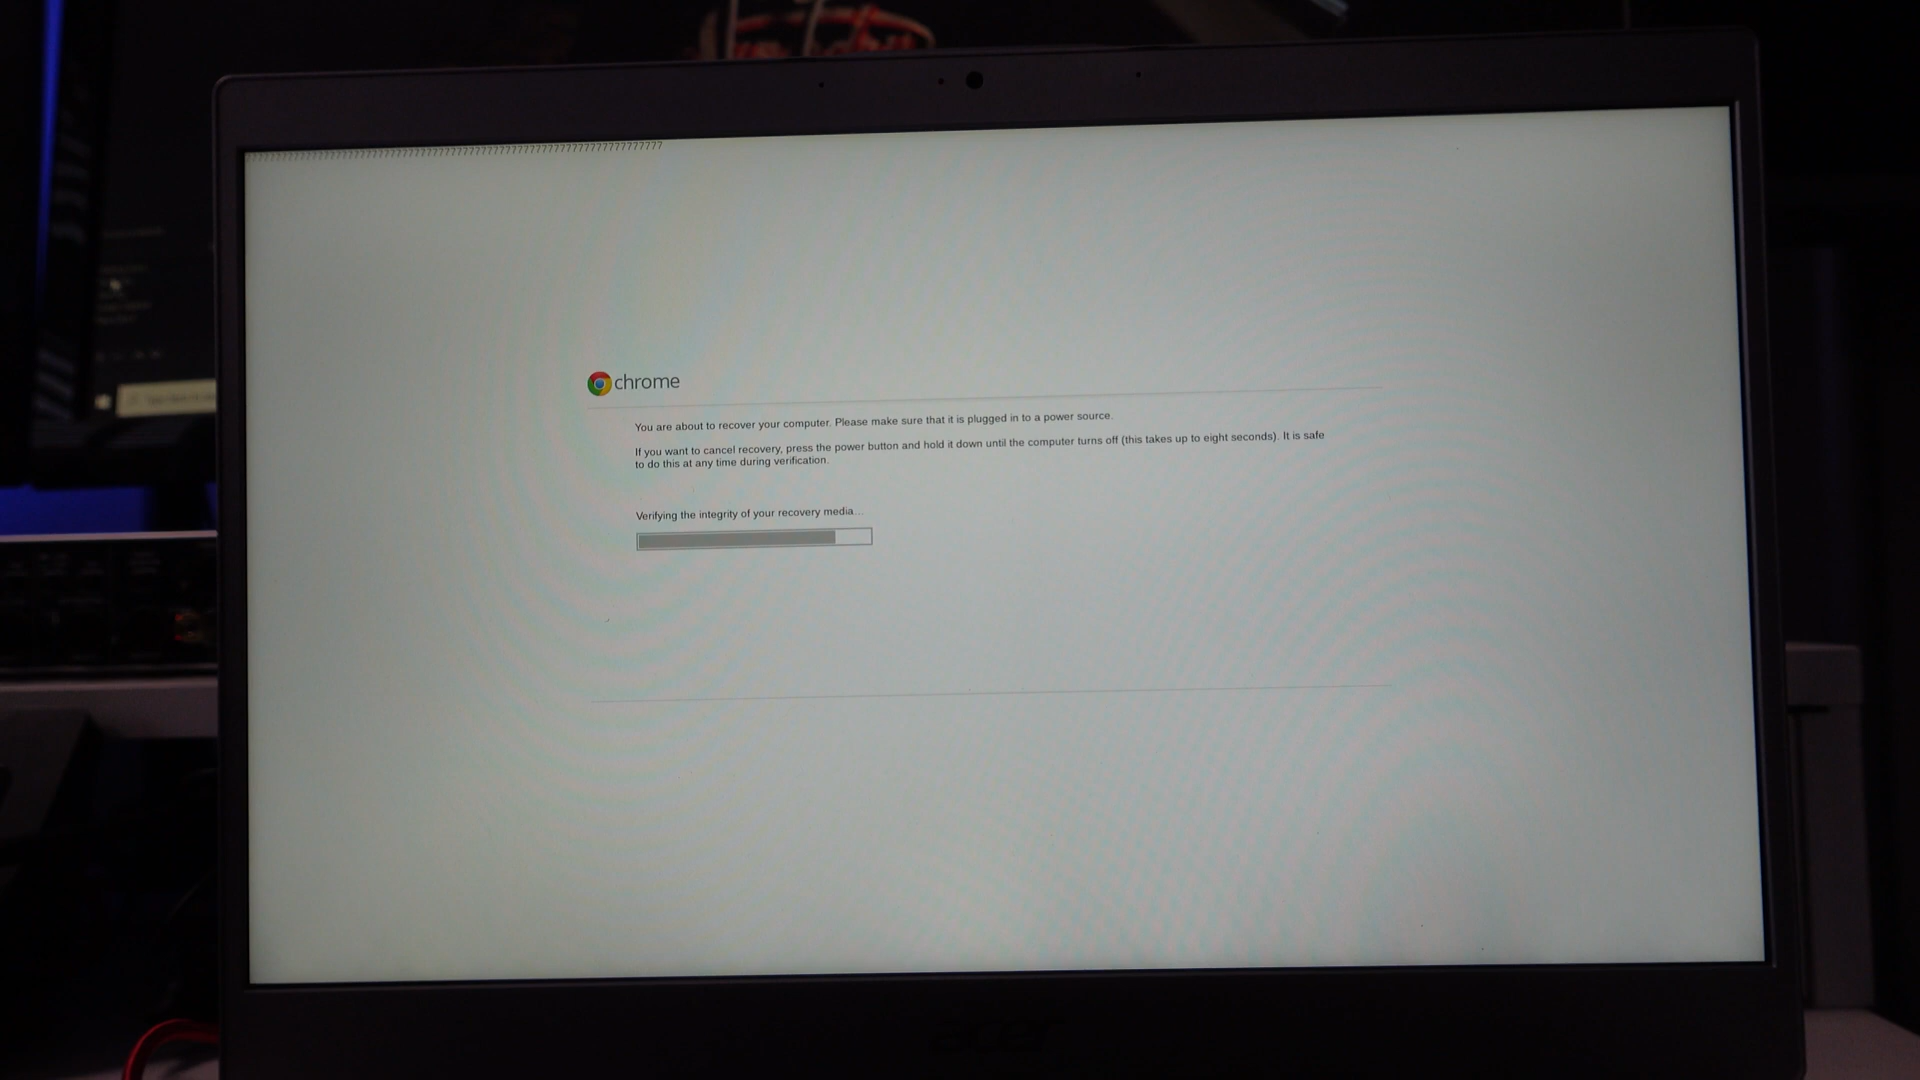 chrome
You are about to recover your computer. Please make sure that it is plugged in to a power source.
If you want to cancel recovery, press the power button and hold it down until the computer turns off (this takes up to eight seconds). It is safe
to do this at any time during verification.
Verifying the integrity of your recovery media...
acer